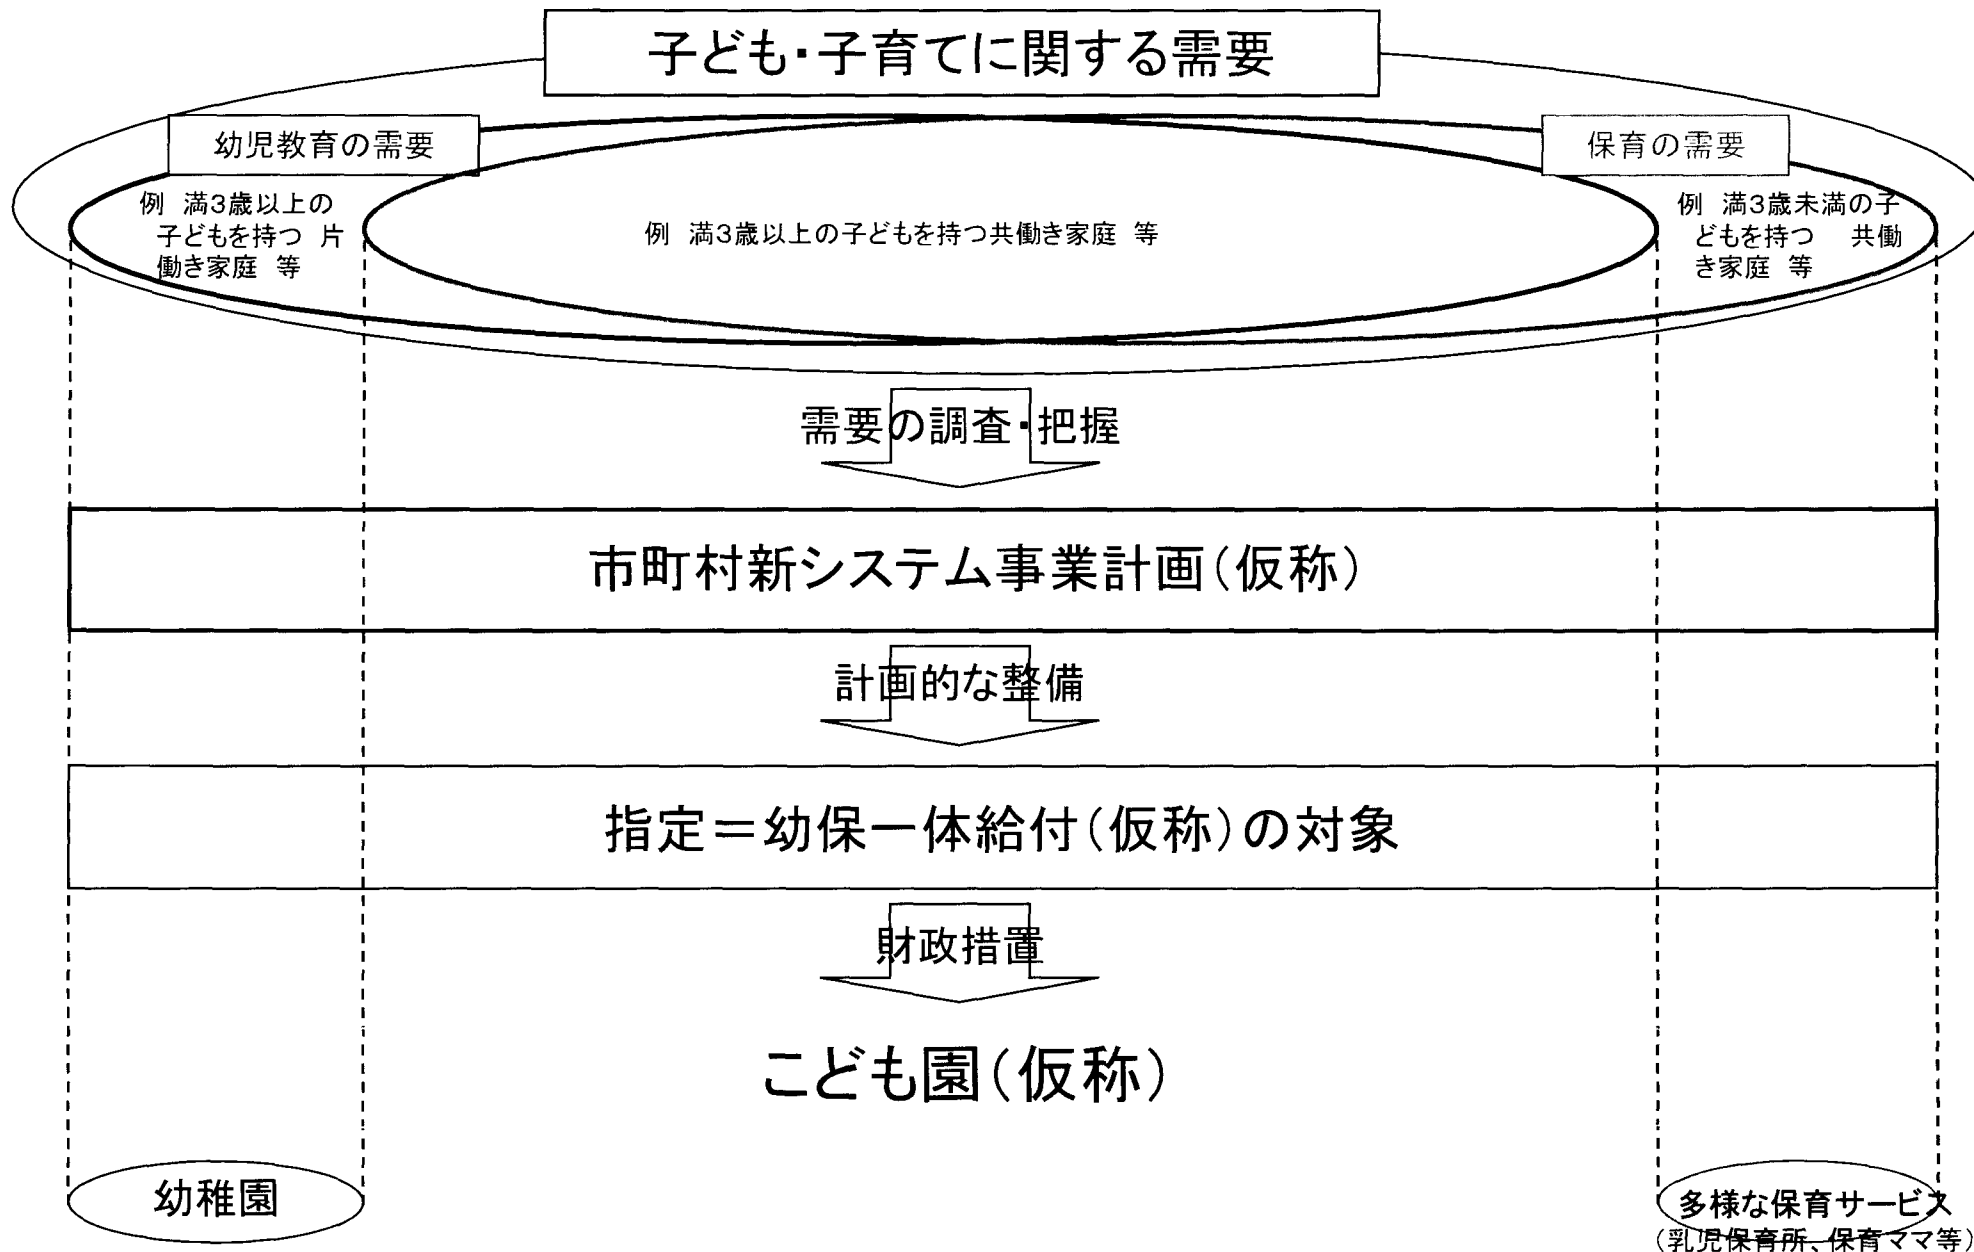 子ども・子育てに関する需要
幼児教育の需要
保育の需要
例 満3歳以上の
子どもを持つ 片
働き家庭 等
例 満3歳以上の子どもを持つ共働き家庭 等
例 満3歳未満の子
どもを持つ 共働
き家庭 等
需要の調査・把握
市町村新システム事業計画(仮称)
計画的な整備
指定=幼保一体給付(仮称)の対象
財政措置
こども園(仮称)
幼稚園
多様な保育サービス
(乳児保育所、保育ママ等)